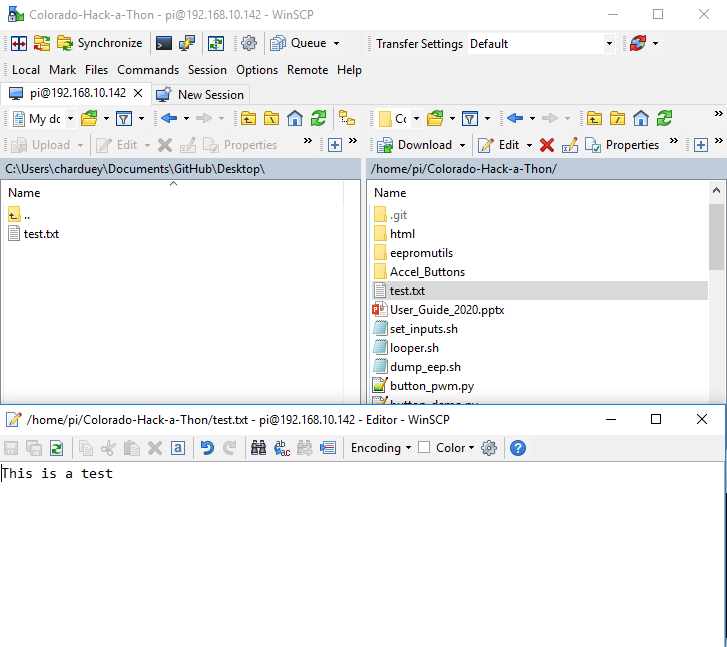 Colorado-Hack-a-Thon - pi@192.168.10.142 - WinSCP
Synchronize Queue Transfer Settings Default
Local Mark Files Commands Session Options Remote Help
pi@192.168.10.142 New Session
My dc Cc
Upload Edit Properties Download Edit Properties
C:\Users\charduey\Documents\GitHub\Desktop\ /home/pi/Colorado-Hack-a-Thon/
Name Name
.. .git
test.txt html
eepromutils
Accel_Buttons
test.txt
User_Guide_2020.pptx
set_inputs.sh
looper.sh
dump_eep.sh
button_pwm.py
/home/pi/Colorado-Hack-a-Thon/test.txt - pi@192.168.10.142 - Editor - WinSCP
Encoding Color
This is a test